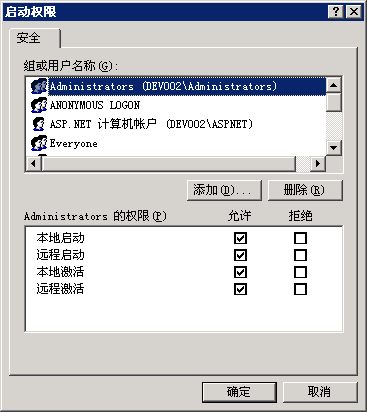 启动权限
安全
组或用户名称(G):
Administrators (DEV002\Administrators)
ANONYMOUS LOGON
ASP.NET 计算机帐户 (DEV002\ASPNET)
Everyone
添加(D)... 删除(R)
Administrators 的权限(P) 允许 拒绝
本地启动
远程启动
本地激活
远程激活
确定 取消